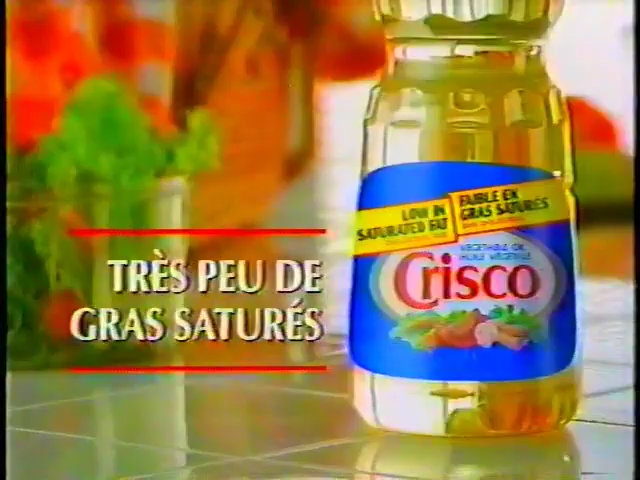 TRÈS PEU DE
GRAS SATURÉS
LOW IN
SATURATED FAT
FAIBLE EN
GRAS SATURÉS
VEGETABLE OIL
HUILE VÉGÉTALE
Crisco